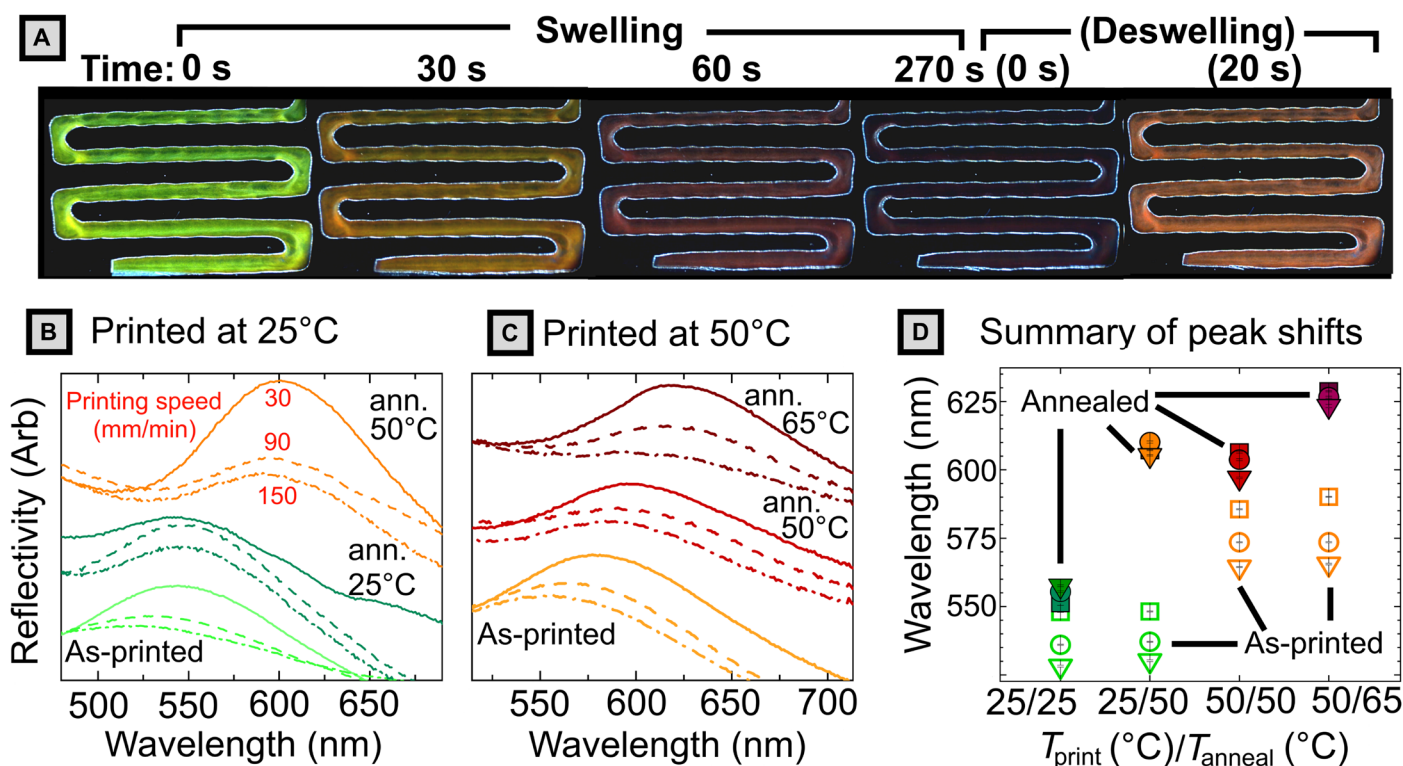 A
Swelling
(Deswelling)
Time: 0 s 30 s 60 s 270 s (0 s) (20 s)
B Printed at 25°C
Printing speed
(mm/min)
30
90
150
ann.
50°C
ann.
25°C
As-printed
Reflectivity (Arb)
500 550 600 650
Wavelength (nm)
C Printed at 50°C
ann.
65°C
ann.
50°C
As-printed
550 600 650 700
Wavelength (nm)
D Summary of peak shifts
Annealed
As-printed
Wavelength (nm)
625
600
575
550
25/25 25/50 50/50 50/65
Tprint (°C)/Tanneal (°C)